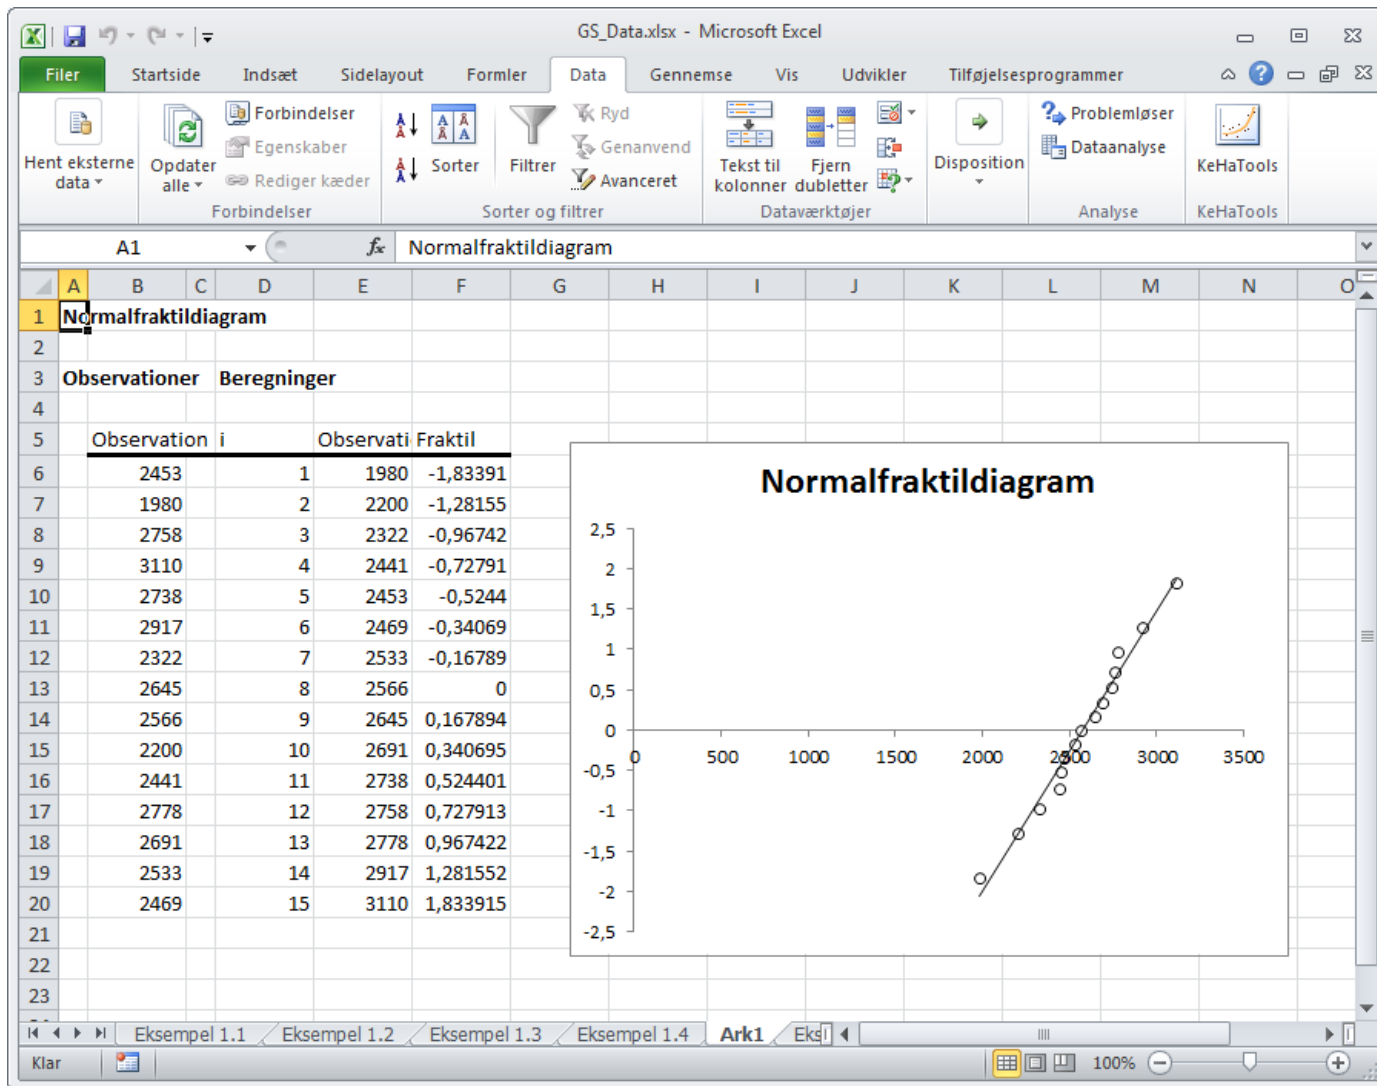 GS_Data.xlsx - Microsoft Excel
Filer Startside Indsæt Sidelayout Formler Data Gennemse Vis Udvikler Tilføjelsesprogrammer
Hent eksterne data
Opdater alle
Forbindelser
Egenskaber
Rediger kæder
Forbindelser
Sorter
Filtrer
Ryd
Genanvend
Avanceret
Sorter og filtrer
Tekst til kolonner
Fjern dubletter
Dataværktøjer
Disposition
Problemløser
Dataanalyse
Analyse
KeHaTools
KeHaTools
A1 fx Normalfraktildiagram
A B C D E F G H I J K L M N O
1 Normalfraktildiagram
2
3 Observationer Beregninger
4
5 Observation i Observati Fraktil
6 2453 1 1980 -1,83391
7 1980 2 2200 -1,28155
8 2758 3 2322 -0,96742
9 3110 4 2441 -0,72791
10 2738 5 2453 -0,5244
11 2917 6 2469 -0,34069
12 2322 7 2533 -0,16789
13 2645 8 2566 0
14 2566 9 2645 0,167894
15 2200 10 2691 0,340695
16 2441 11 2738 0,524401
17 2778 12 2758 0,727913
18 2691 13 2778 0,967422
19 2533 14 2917 1,281552
20 2469 15 3110 1,833915
21
22
23
Normalfraktildiagram
2,5
2
1,5
1
0,5
0
-0,5
-1
-1,5
-2
-2,5
0 500 1000 1500 2000 2500 3000 3500
Eksempel 1.1 Eksempel 1.2 Eksempel 1.3 Eksempel 1.4 Ark1 Eks
Klar 100%